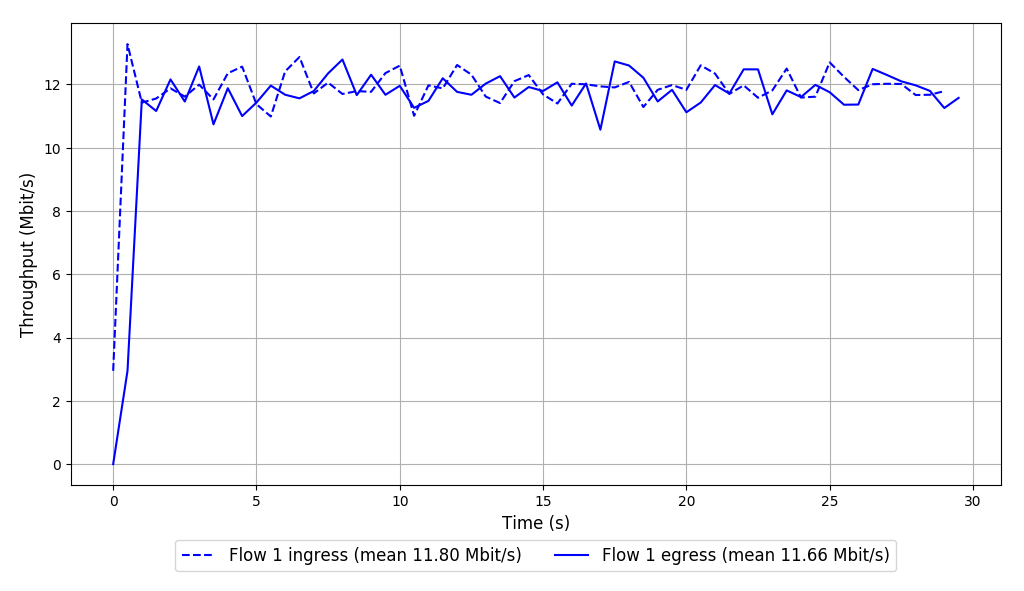 Throughput (Mbit/s)
12
10
8
6
4
2
0
0 5 10 15 20 25 30
Time (s)
Flow 1 ingress (mean 11.80 Mbit/s) Flow 1 egress (mean 11.66 Mbit/s)